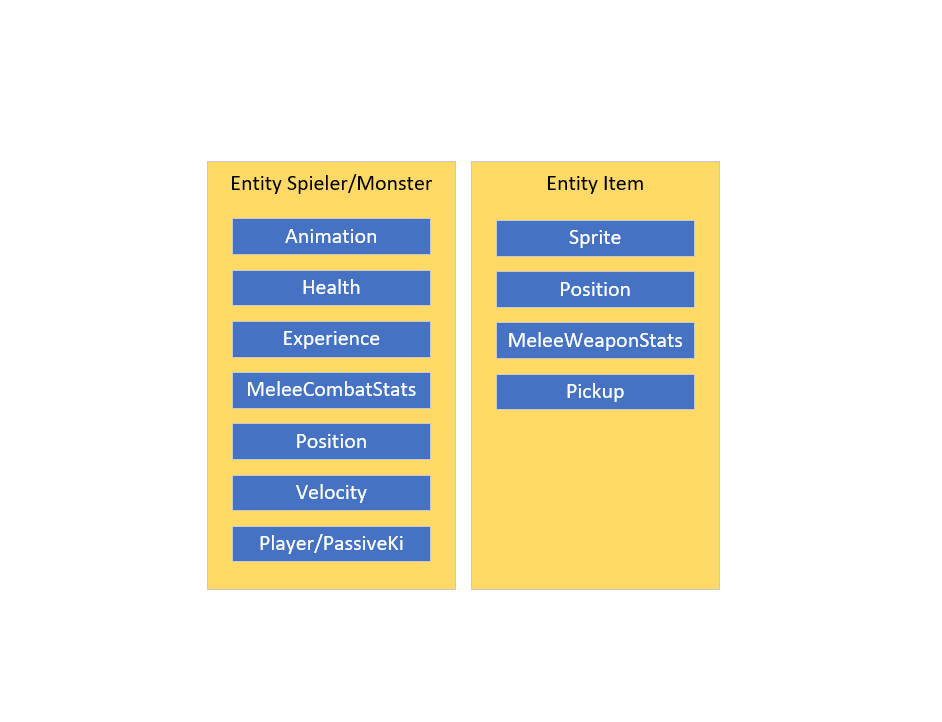 Entity Spieler/Monster
Animation
Health
Experience
MeleeCombatStats
Position
Velocity
Player/PassiveKi
Entity Item
Sprite
Position
MeleeWeaponStats
Pickup